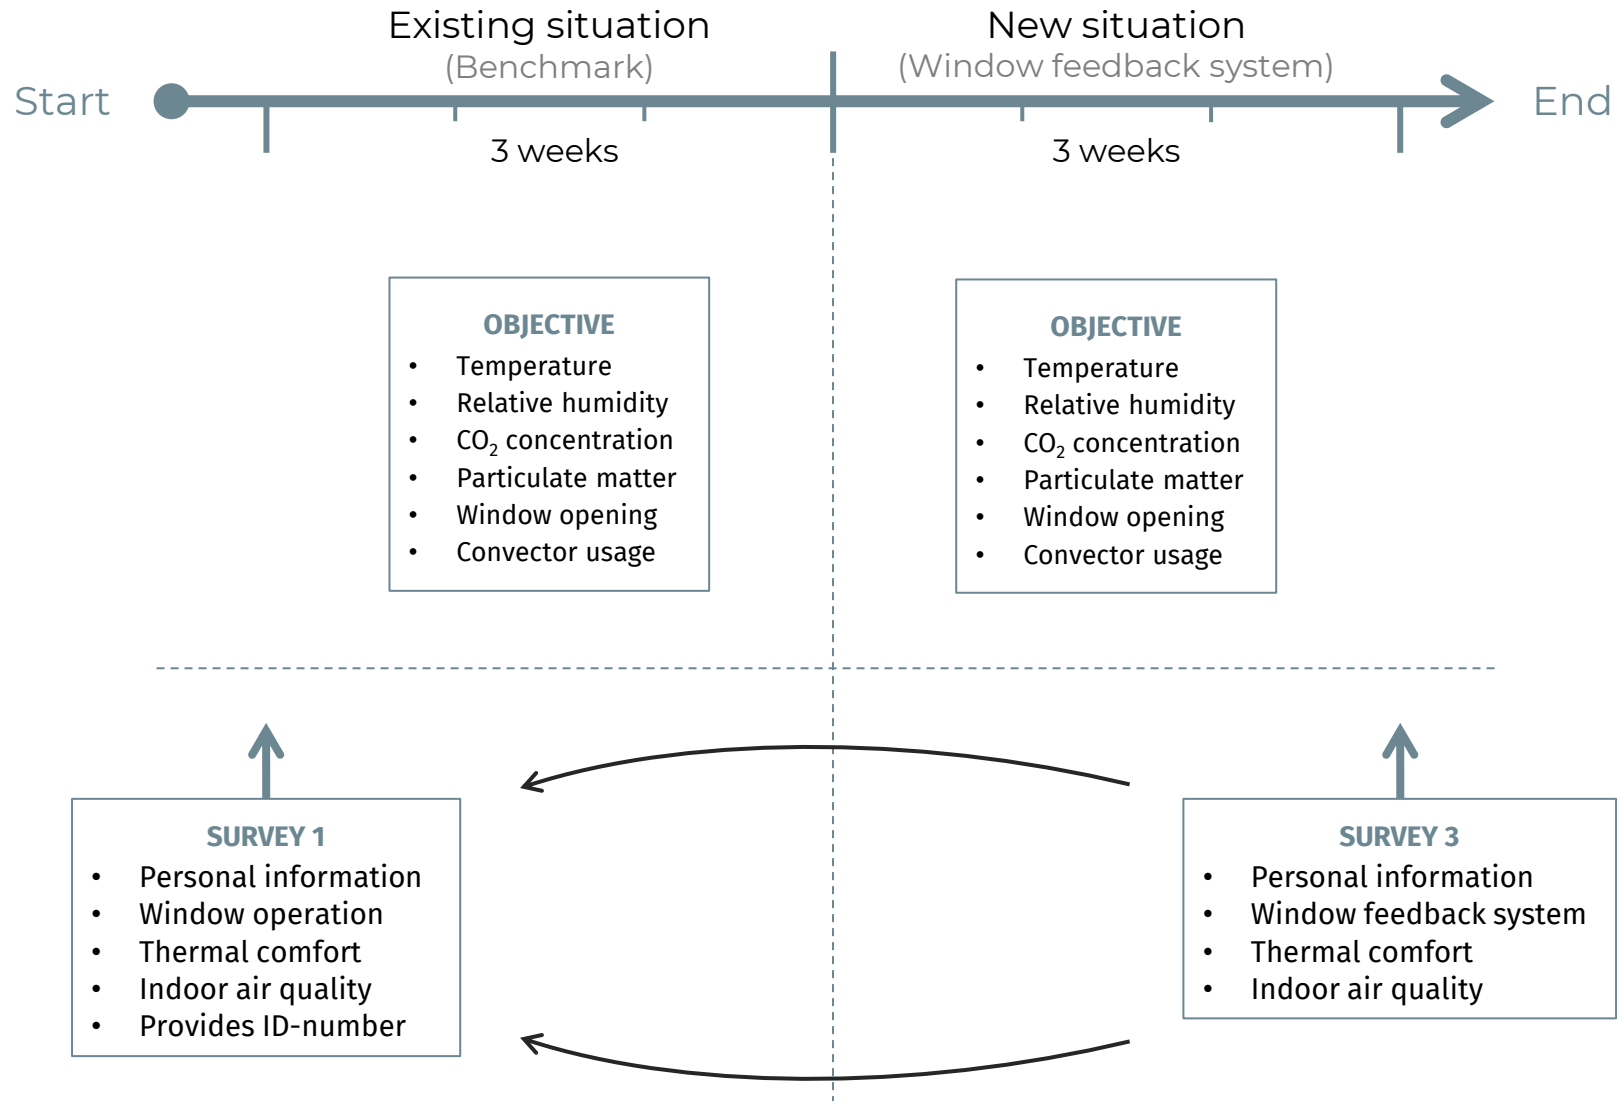 Existing situation
(Benchmark)
New situation
(Window feedback system)
Start
End
3 weeks
3 weeks
OBJECTIVE
• Temperature
• Relative humidity
• CO₂ concentration
• Particulate matter
• Window opening
• Convector usage
OBJECTIVE
• Temperature
• Relative humidity
• CO₂ concentration
• Particulate matter
• Window opening
• Convector usage
SURVEY 1
• Personal information
• Window operation
• Thermal comfort
• Indoor air quality
• Provides ID-number
SURVEY 3
• Personal information
• Window feedback system
• Thermal comfort
• Indoor air quality